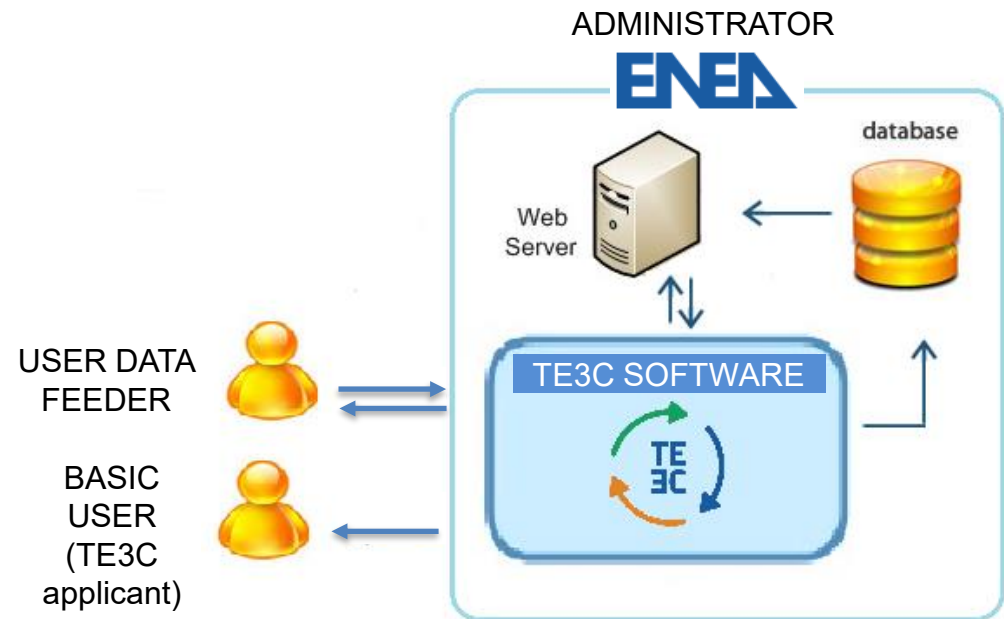 ADMINISTRATOR
ENEA
database
Web
Server
USER DATA
FEEDER
TE3C SOFTWARE
TE
3C
BASIC
USER
(TE3C
applicant)